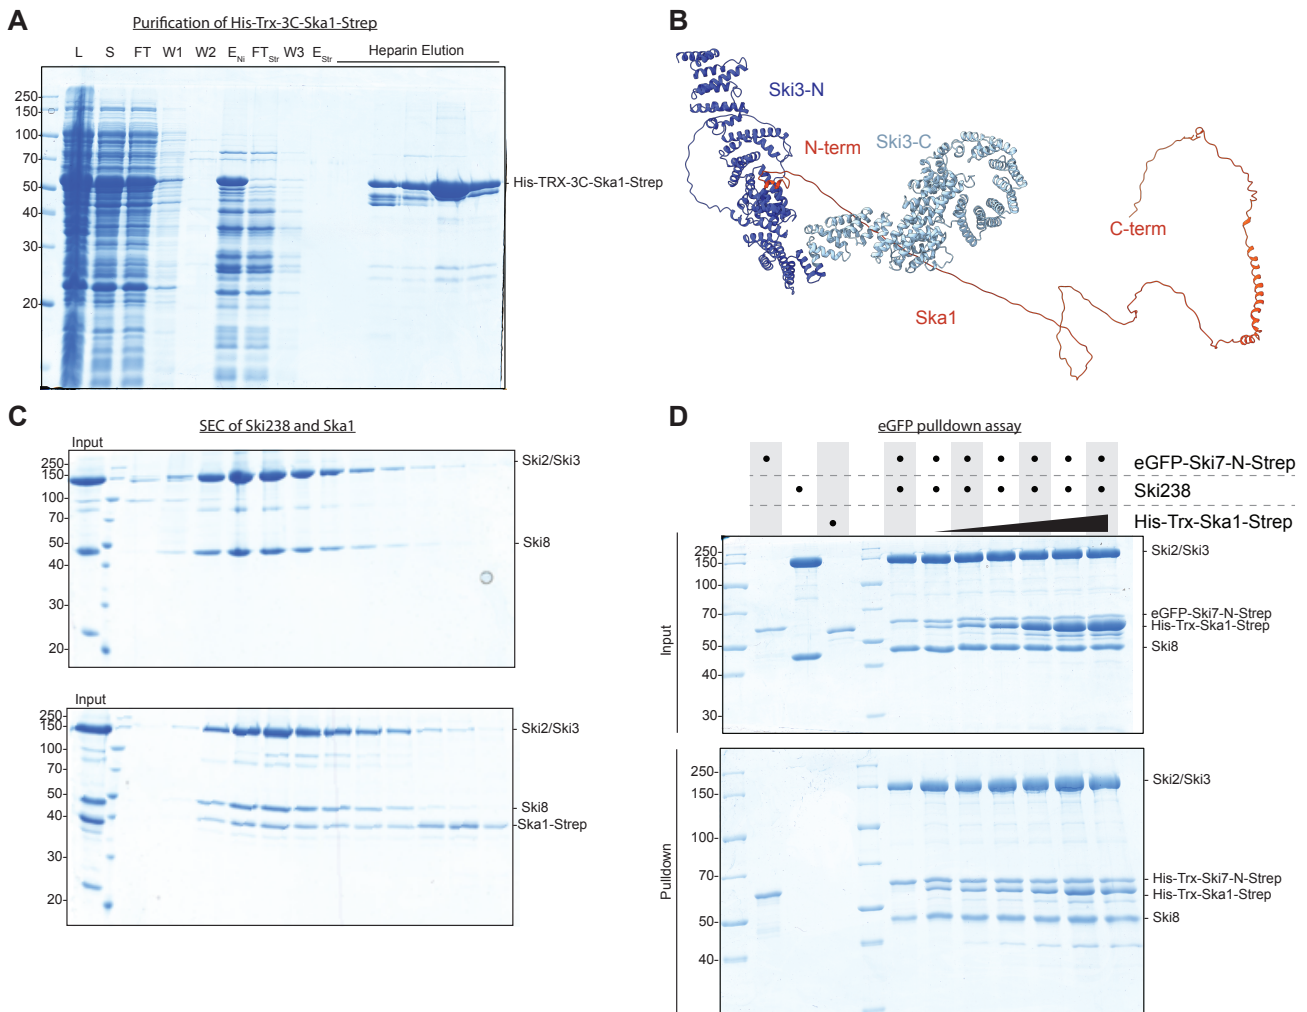 A
Purification of His-Trx-3C-Ska1-Strep
L S FT W1 W2 E_Ni FT_Str W3 E_Str Heparin Elution
250
150
100
70
50
40
30
20
His-TRX-3C-Ska1-Strep
B
Ski3-N
N-term
Ski3-C
C-term
Ska1
C
SEC of Ski238 and Ska1
Input
250
150
100
70
50
40
30
20
Ski2/Ski3
Ski8
Input
250
150
100
70
50
40
30
20
Ski2/Ski3
Ski8
Ska1-Strep
D
eGFP pulldown assay
eGFP-Ski7-N-Strep
Ski238
His-Trx-Ska1-Strep
Input
250
150
100
70
50
40
30
Ski2/Ski3
eGFP-Ski7-N-Strep
His-Trx-Ska1-Strep
Ski8
Pulldown
250
150
100
70
50
40
Ski2/Ski3
His-Trx-Ski7-N-Strep
His-Trx-Ska1-Strep
Ski8